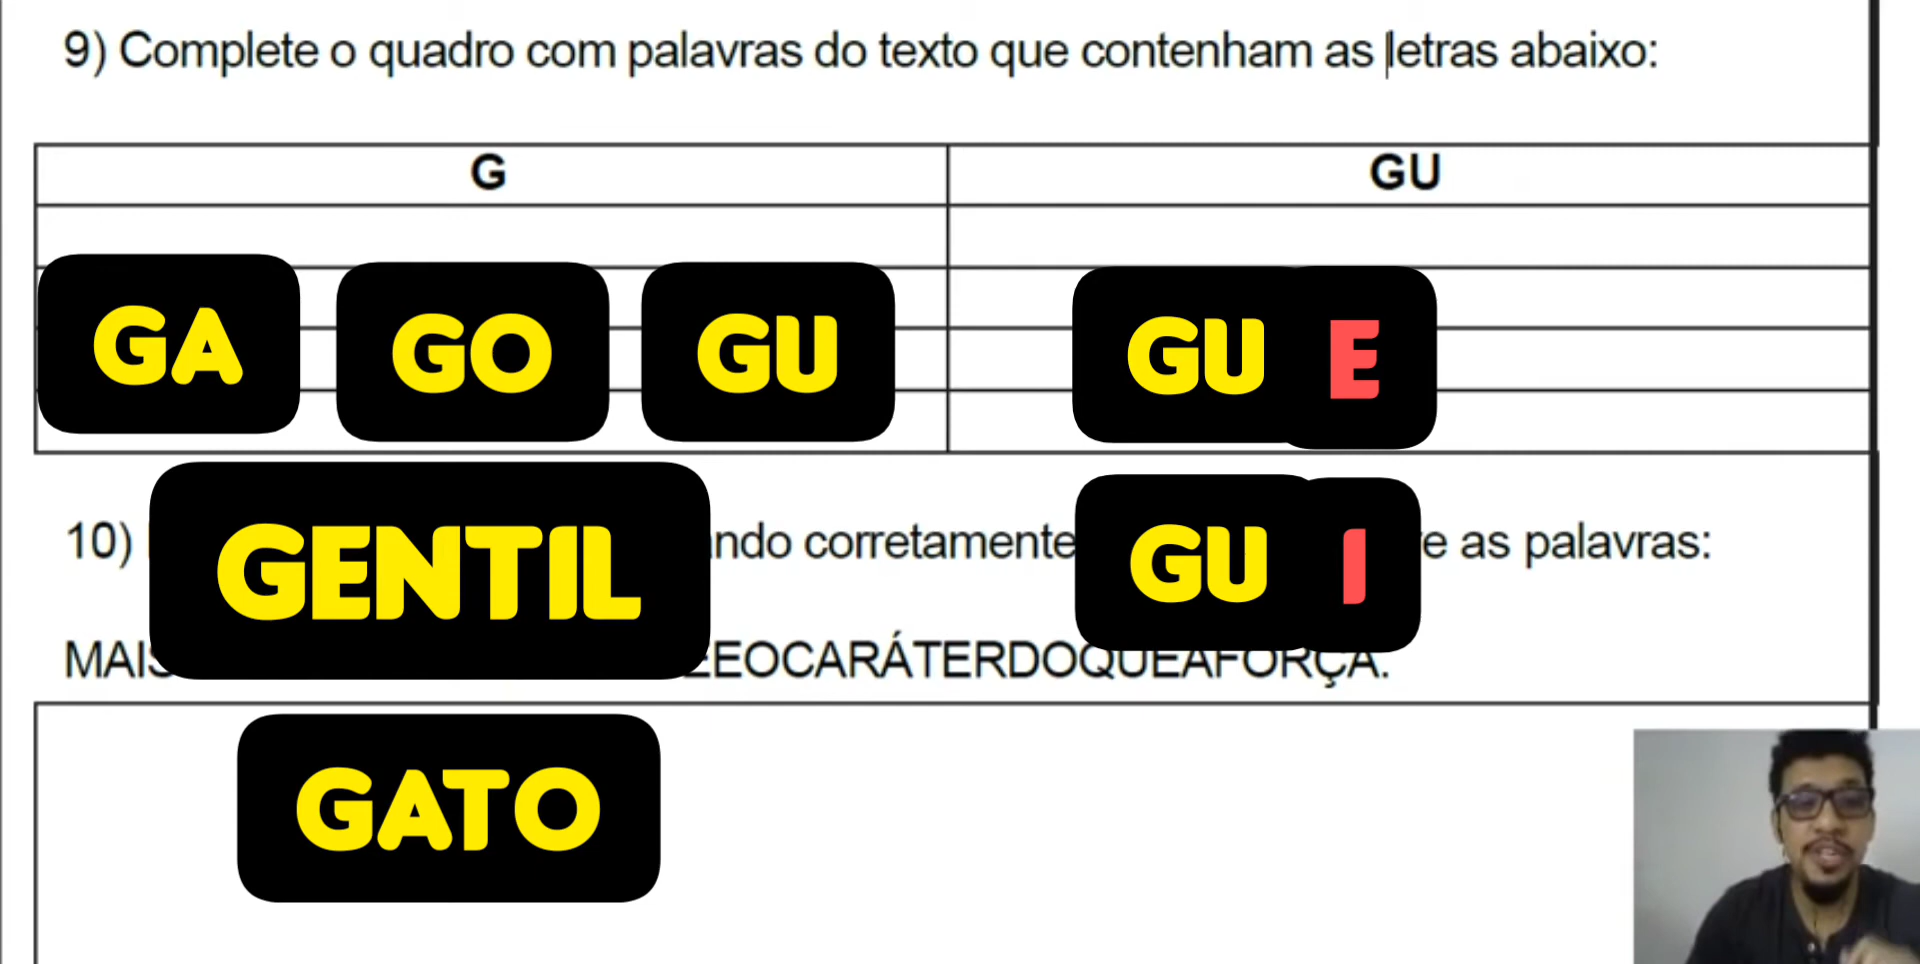 9) Complete o quadro com palavras do texto que contenham as letras abaixo:
G GU
GA GO GU GU E
10) ndo corretamente GU I e as palavras:
GENTIL
MAIS EOCARÁTERDOQUEAFORÇA.
GATO